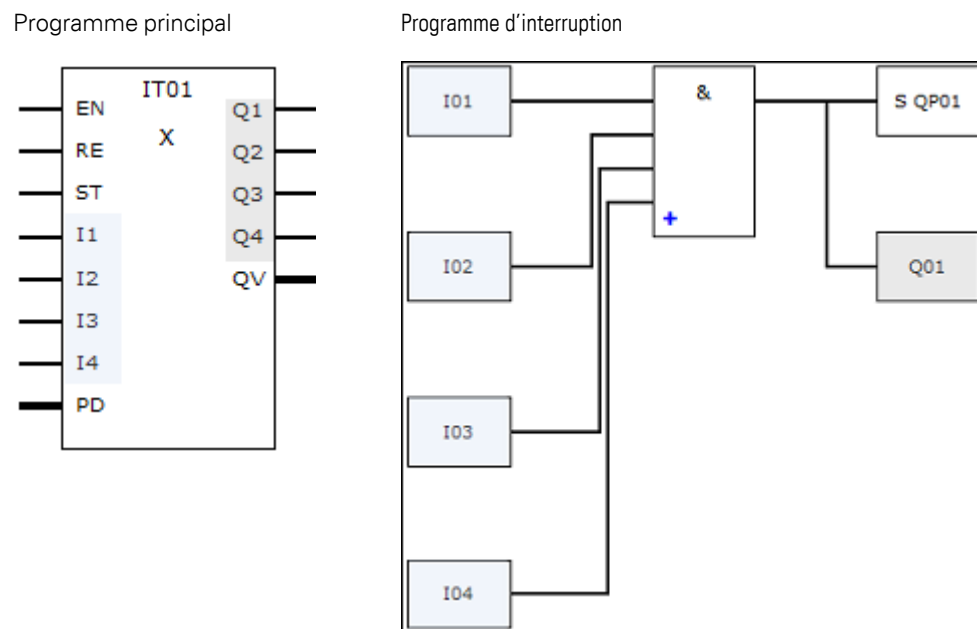 Programme principal
IT01
X
EN
RE
ST
I1
I2
I3
I4
PD
Q1
Q2
Q3
Q4
QV
Programme d'interruption
I01
I02
I03
I04
&
+
S QP01
Q01